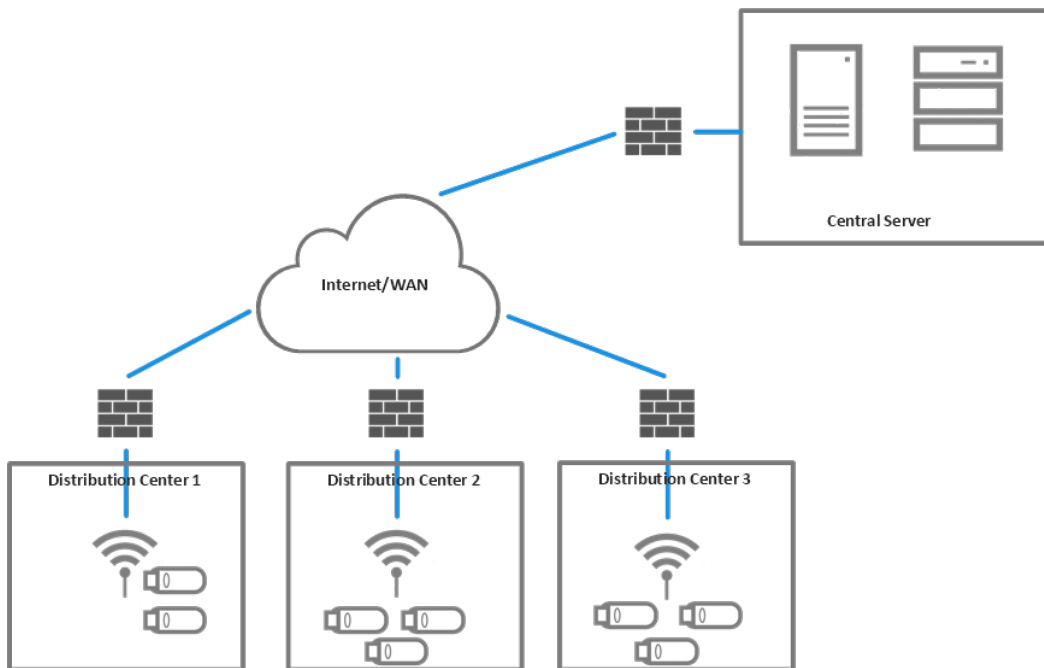 Central Server
Internet/WAN
Distribution Center 1
Distribution Center 2
Distribution Center 3